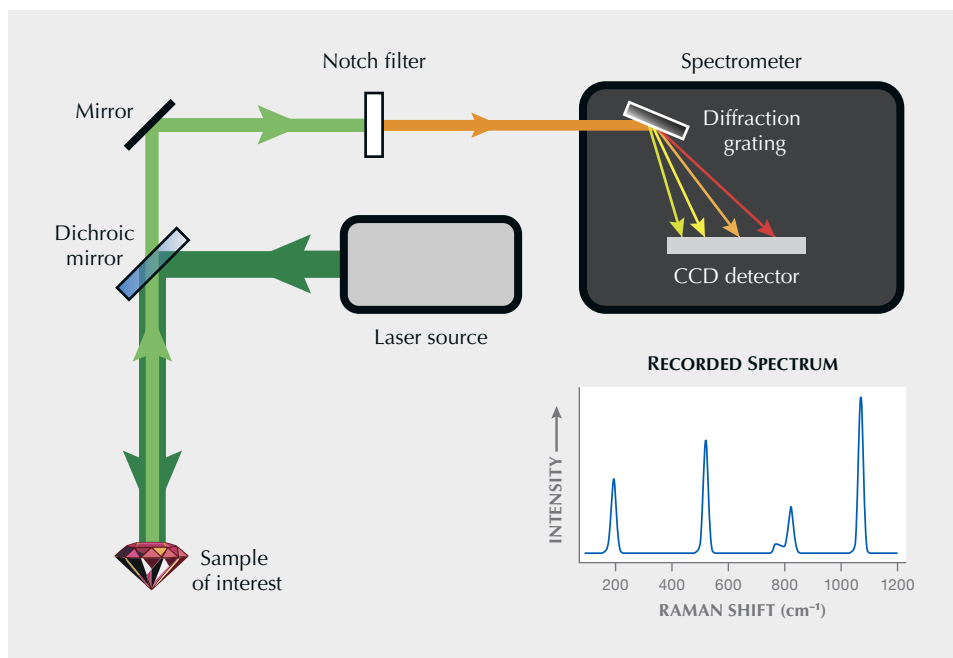 Notch filter
Spectrometer
Mirror
Diffraction
grating
Dichroic
mirror
CCD detector
Laser source
RECORDED SPECTRUM
INTENSITY
200
400
600
800
1000
1200
RAMAN SHIFT (cm⁻¹)
Sample
of interest